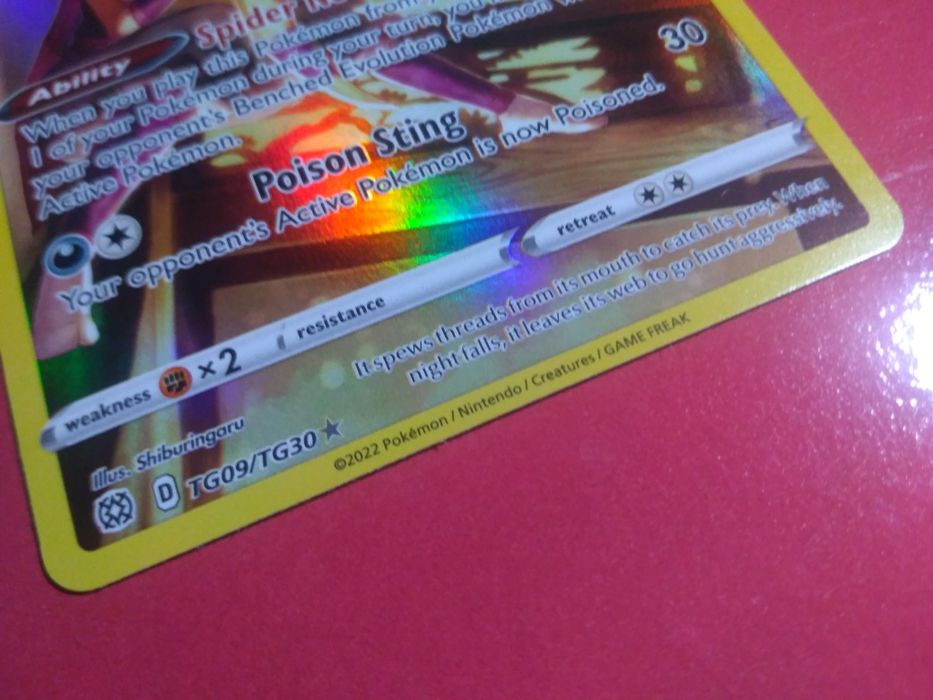 Ability Spider N
When you play this Pokémon from
1 of your Pokémon during your turn, you
your opponent's Benched Evolution Pokémon
Active Pokémon.
Poison Sting 30
Your opponent's Active Pokémon is now Poisoned.
weakness ×2 resistance retreat
It spews threads from its mouth to catch its prey. When
night falls, it leaves its web to go hunt aggressively.
Illus. Shiburingaru
D TG09/TG30
©2022 Pokémon / Nintendo / Creatures / GAME FREAK